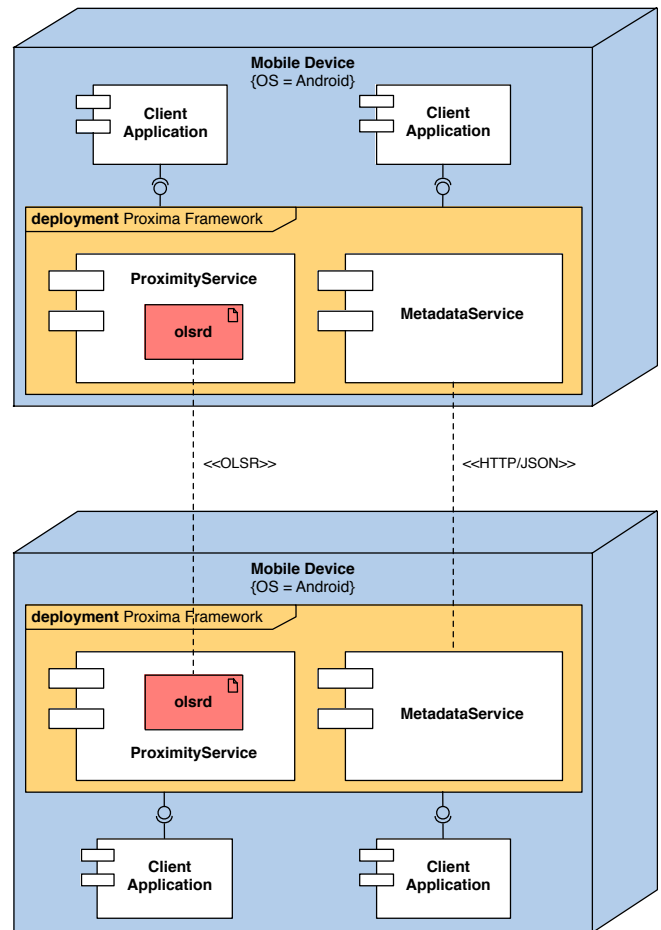 Mobile Device
{OS = Android}
Client
Application
Client
Application
deployment Proxima Framework
ProximityService
olsrd
MetadataService
<<OLSR>>
<<HTTP/JSON>>
Mobile Device
{OS = Android}
deployment Proxima Framework
olsrd
ProximityService
MetadataService
Client
Application
Client
Application